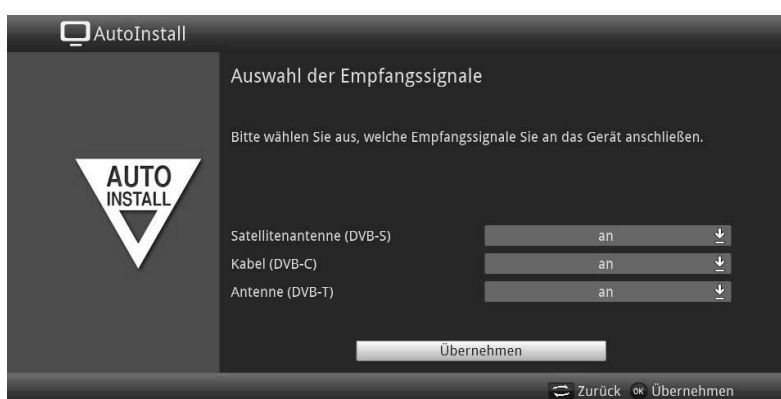 AutoInstall
Auswahl der Empfangssignale
Bitte wählen Sie aus, welche Empfangssignale Sie an das Gerät anschließen.
AUTO
INSTALL
Satellitenantenne (DVB-S) an
Kabel (DVB-C) an
Antenne (DVB-T) an
Übernehmen
Zurück OK Übernehmen